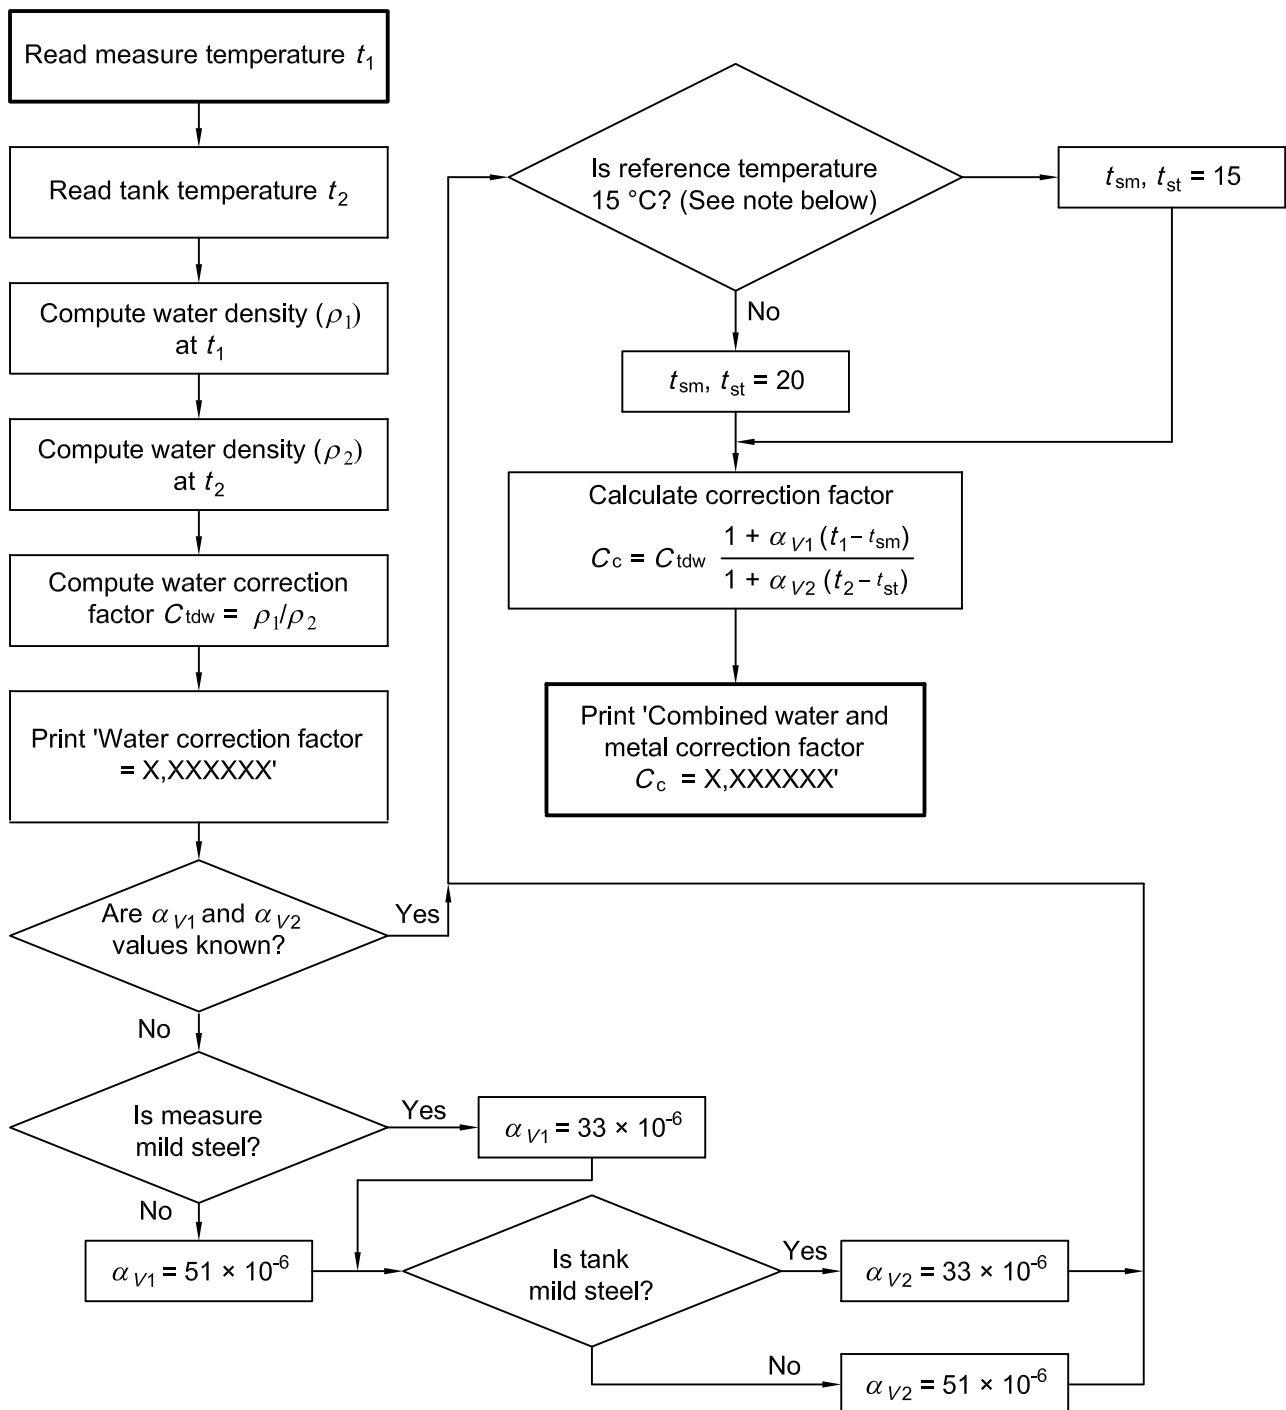 Read measure temperature t₁
Read tank temperature t₂
Compute water density (ρ₁)
at t₁
Compute water density (ρ₂)
at t₂
Compute water correction
factor Ctdw = ρ₁/ρ₂
Print 'Water correction factor
= X,XXXXXX'
Are αV1 and αV2
values known?
Yes
No
Is measure
mild steel?
Yes
αV1 = 33 × 10⁻⁶
No
αV1 = 51 × 10⁻⁶
Is tank
mild steel?
Yes
αV2 = 33 × 10⁻⁶
No
αV2 = 51 × 10⁻⁶
Is reference temperature
15 °C? (See note below)
tsm, tst = 15
No
tsm, tst = 20
Calculate correction factor
Cc = Ctdw (1 + αV1 (t₁ – tsm)) / (1 + αV2 (t₂ – tst))
Print 'Combined water and
metal correction factor
Cc = X,XXXXXX'